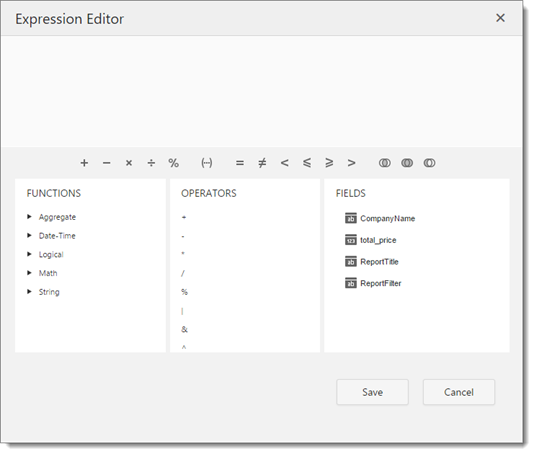 Expression Editor ×
+ − × ÷ % (···) = ≠ < ⩽ ⩾ >
FUNCTIONS
Aggregate
Date-Time
Logical
Math
String
OPERATORS
+
-
*
/
%
|
&
^
FIELDS
ab CompanyName
123 total_price
ab ReportTitle
ab ReportFilter
Save Cancel